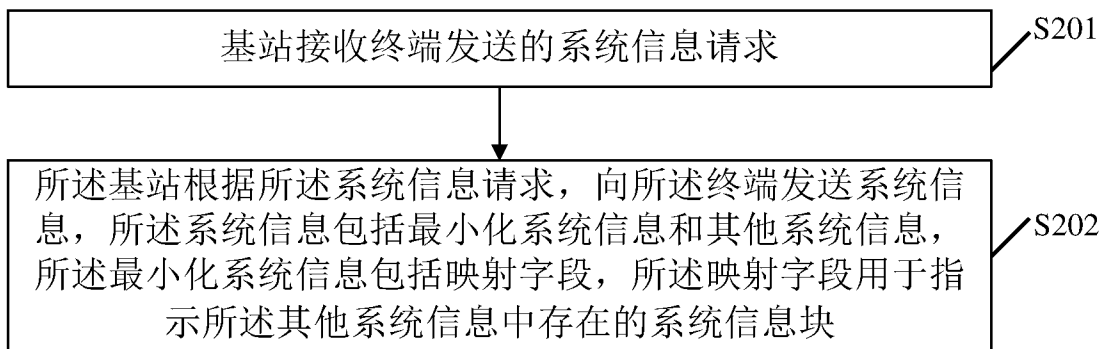 基站接收终端发送的系统信息请求
S201
所述基站根据所述系统信息请求，向所述终端发送系统信
息，所述系统信息包括最小化系统信息和其他系统信息，
所述最小化系统信息包括映射字段，所述映射字段用于指
示所述其他系统信息中存在的系统信息块
S202